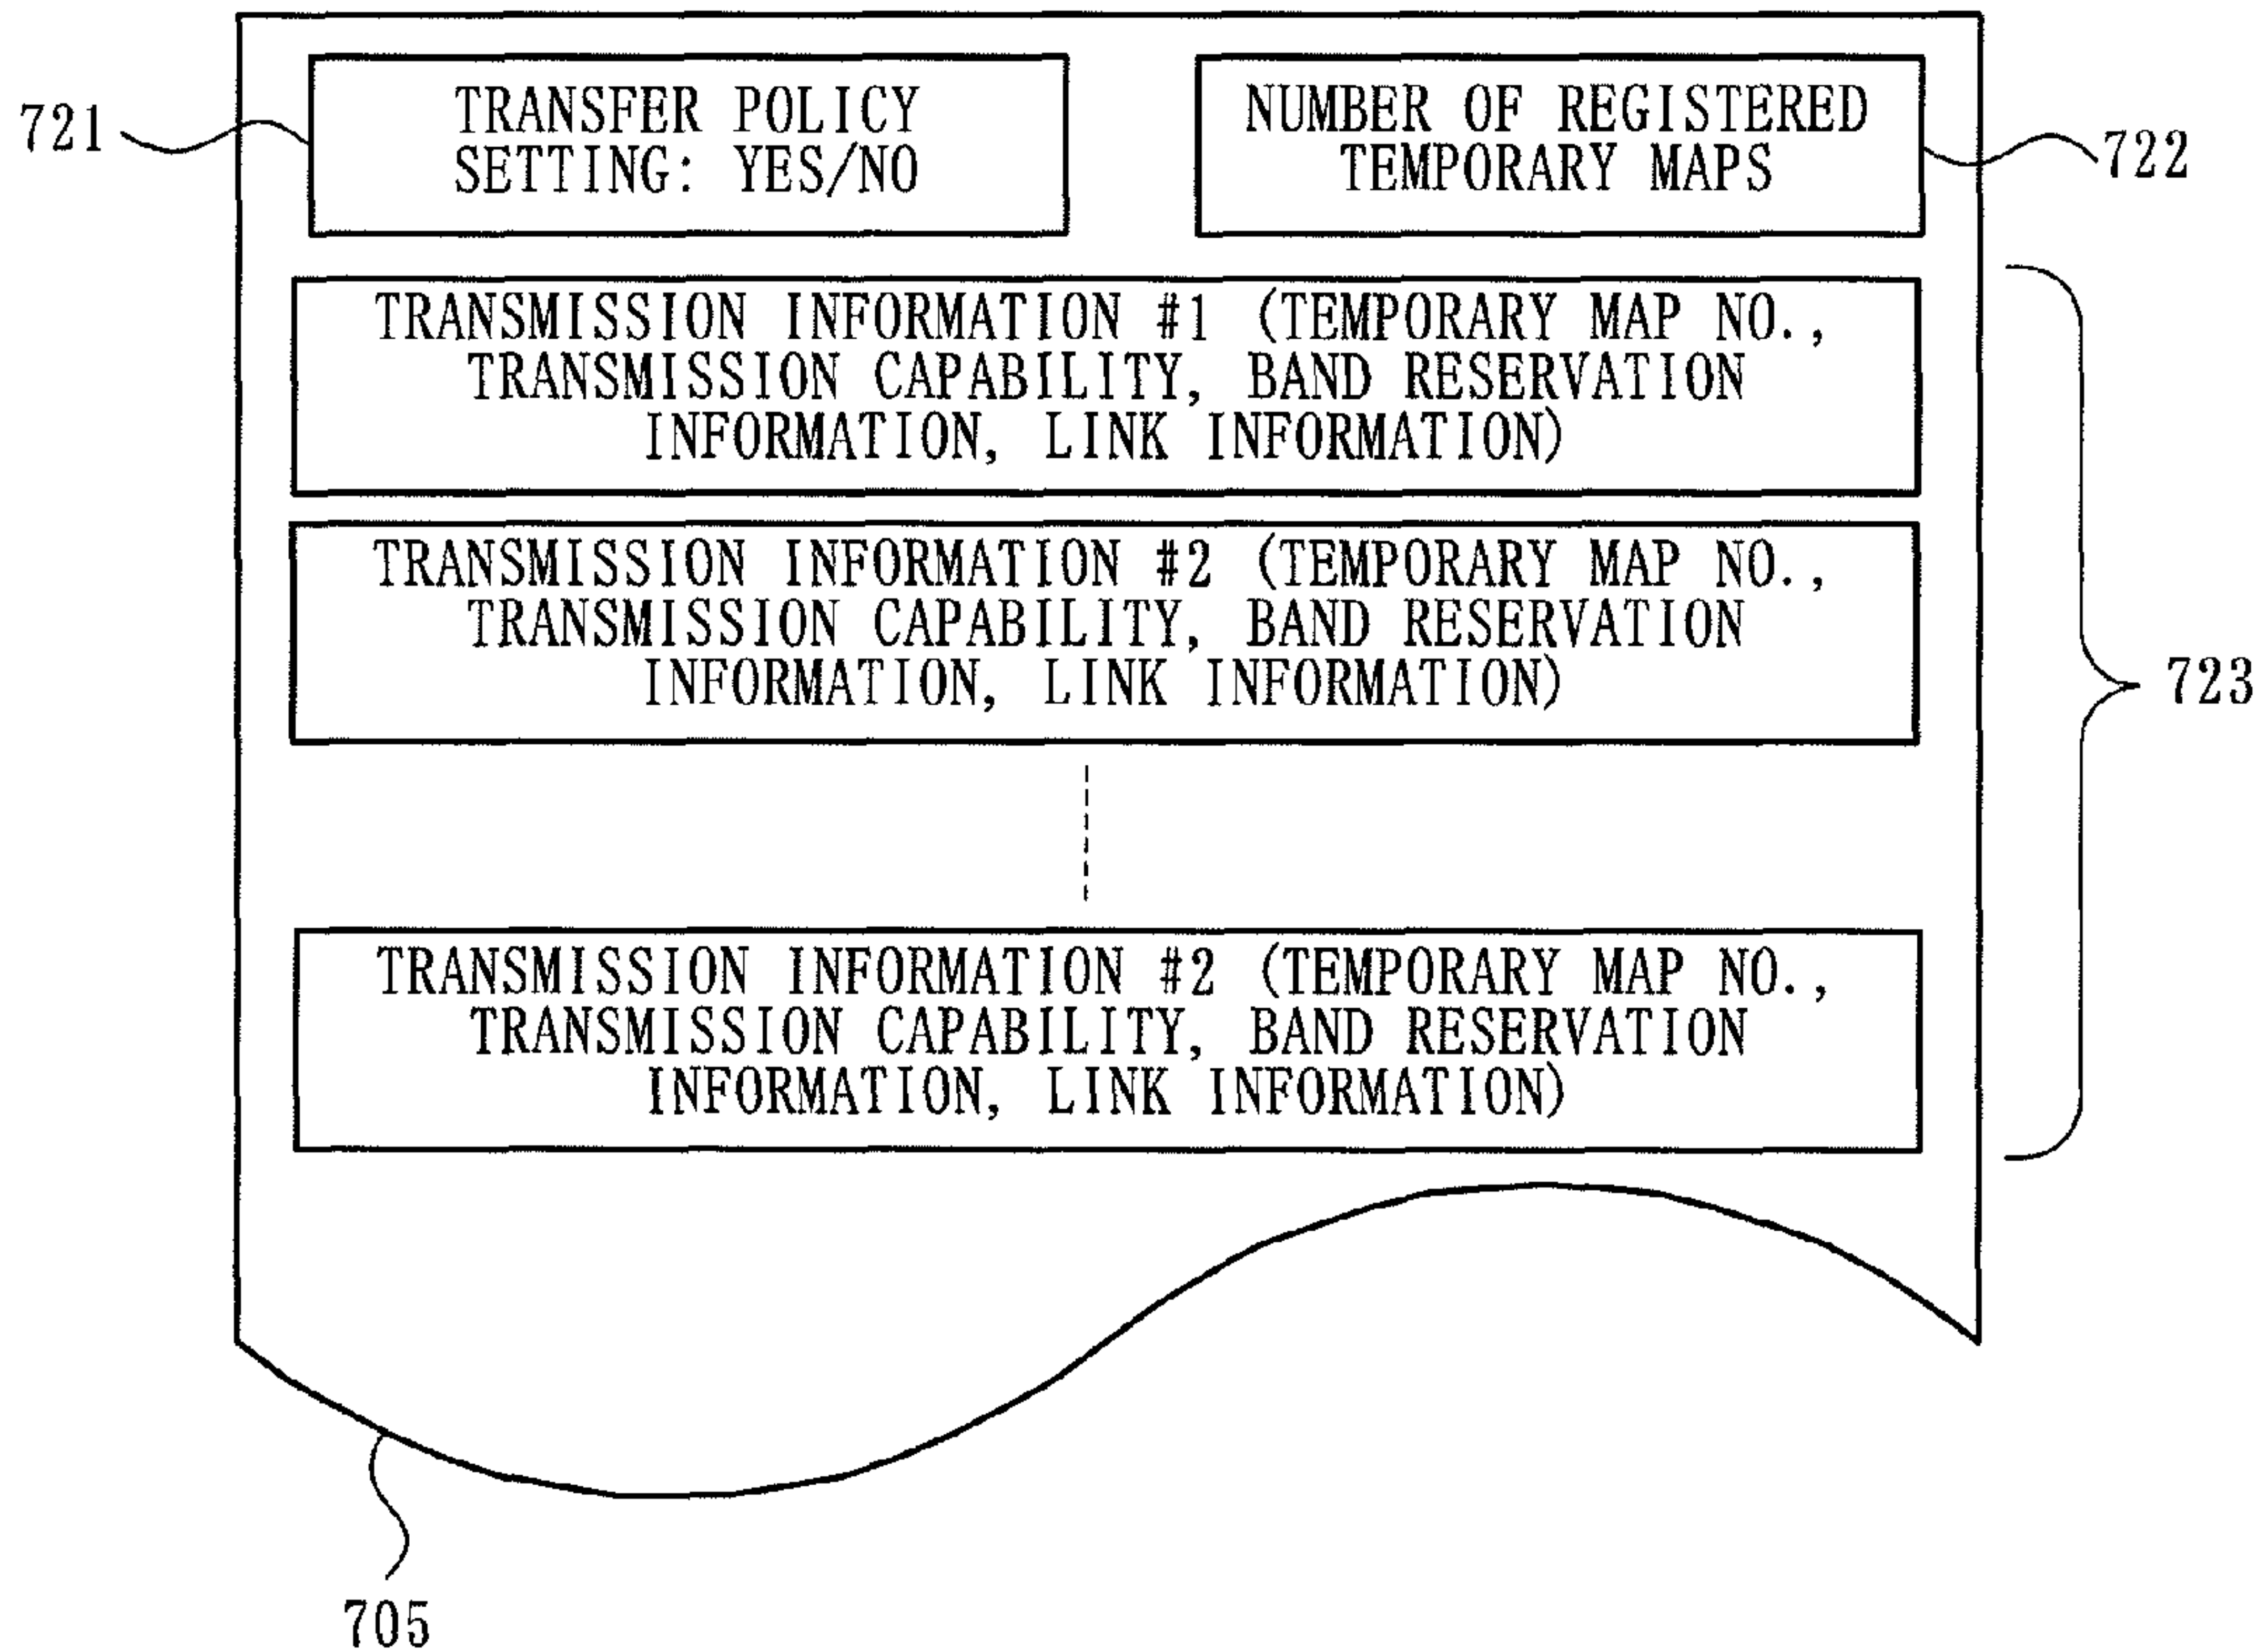 721
TRANSFER POLICY
SETTING: YES/NO
NUMBER OF REGISTERED
TEMPORARY MAPS
722
TRANSMISSION INFORMATION #1 (TEMPORARY MAP NO.,
TRANSMISSION CAPABILITY, BAND RESERVATION
INFORMATION, LINK INFORMATION)
TRANSMISSION INFORMATION #2 (TEMPORARY MAP NO.,
TRANSMISSION CAPABILITY, BAND RESERVATION
INFORMATION, LINK INFORMATION)
723
TRANSMISSION INFORMATION #2 (TEMPORARY MAP NO.,
TRANSMISSION CAPABILITY, BAND RESERVATION
INFORMATION, LINK INFORMATION)
705